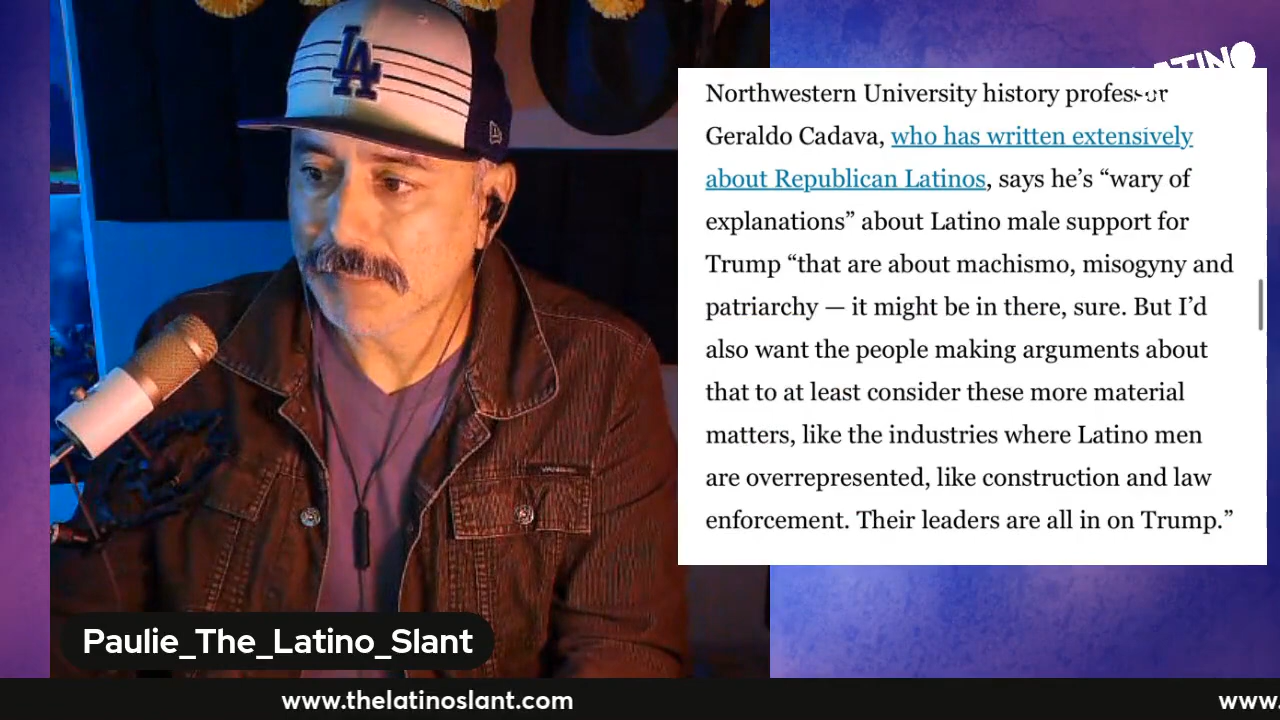 LA
LATINO
Northwestern University history professor
Geraldo Cadava, who has written extensively
about Republican Latinos, says he’s “wary of
explanations” about Latino male support for
Trump “that are about machismo, misogyny and
patriarchy — it might be in there, sure. But I’d
also want the people making arguments about
that to at least consider these more material
matters, like the industries where Latino men
are overrepresented, like construction and law
enforcement. Their leaders are all in on Trump.”
Paulie_The_Latino_Slant
www.thelatinoslant.com
www.